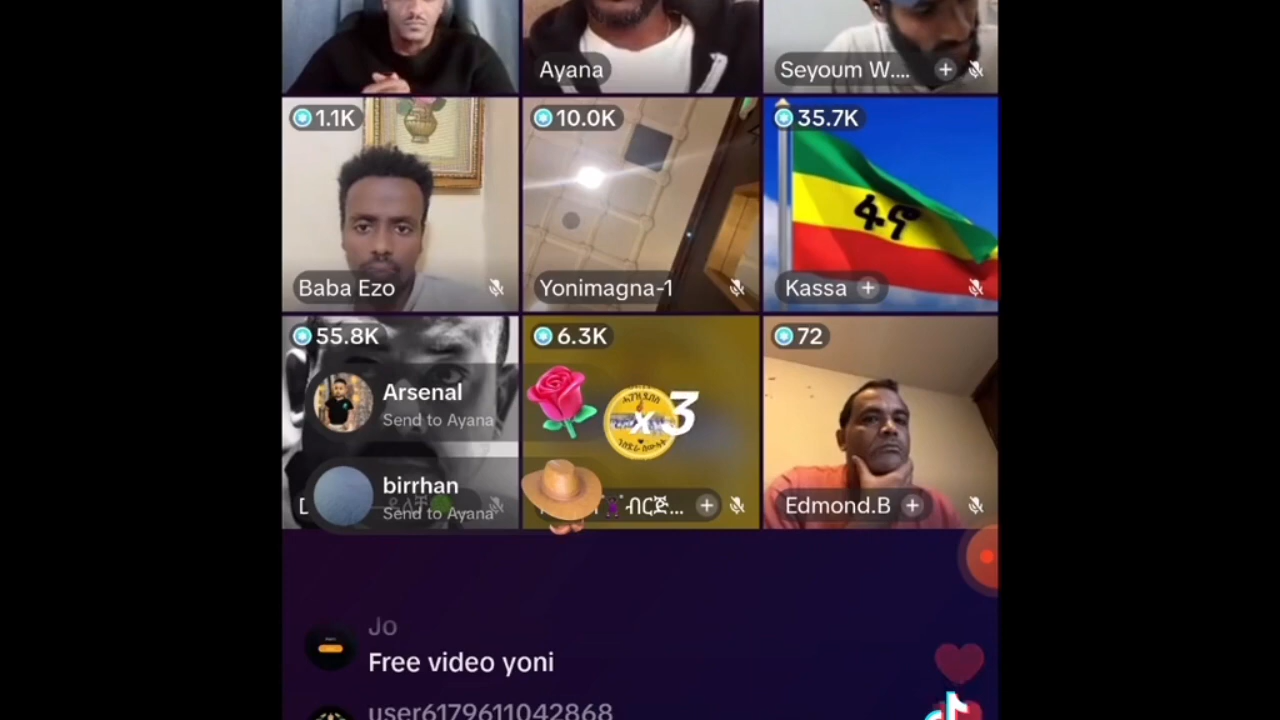 Ayana
Seyoum W....
1.1K
10.0K
35.7K
ፋኖ
Baba Ezo
Yonimagna-1
Kassa
55.8K
6.3K
72
Arsenal
Send to Ayana
x3
birrhan
Send to Ayana
ብርጅ...
Edmond.B
Jo
Free video yoni
user6179611042868